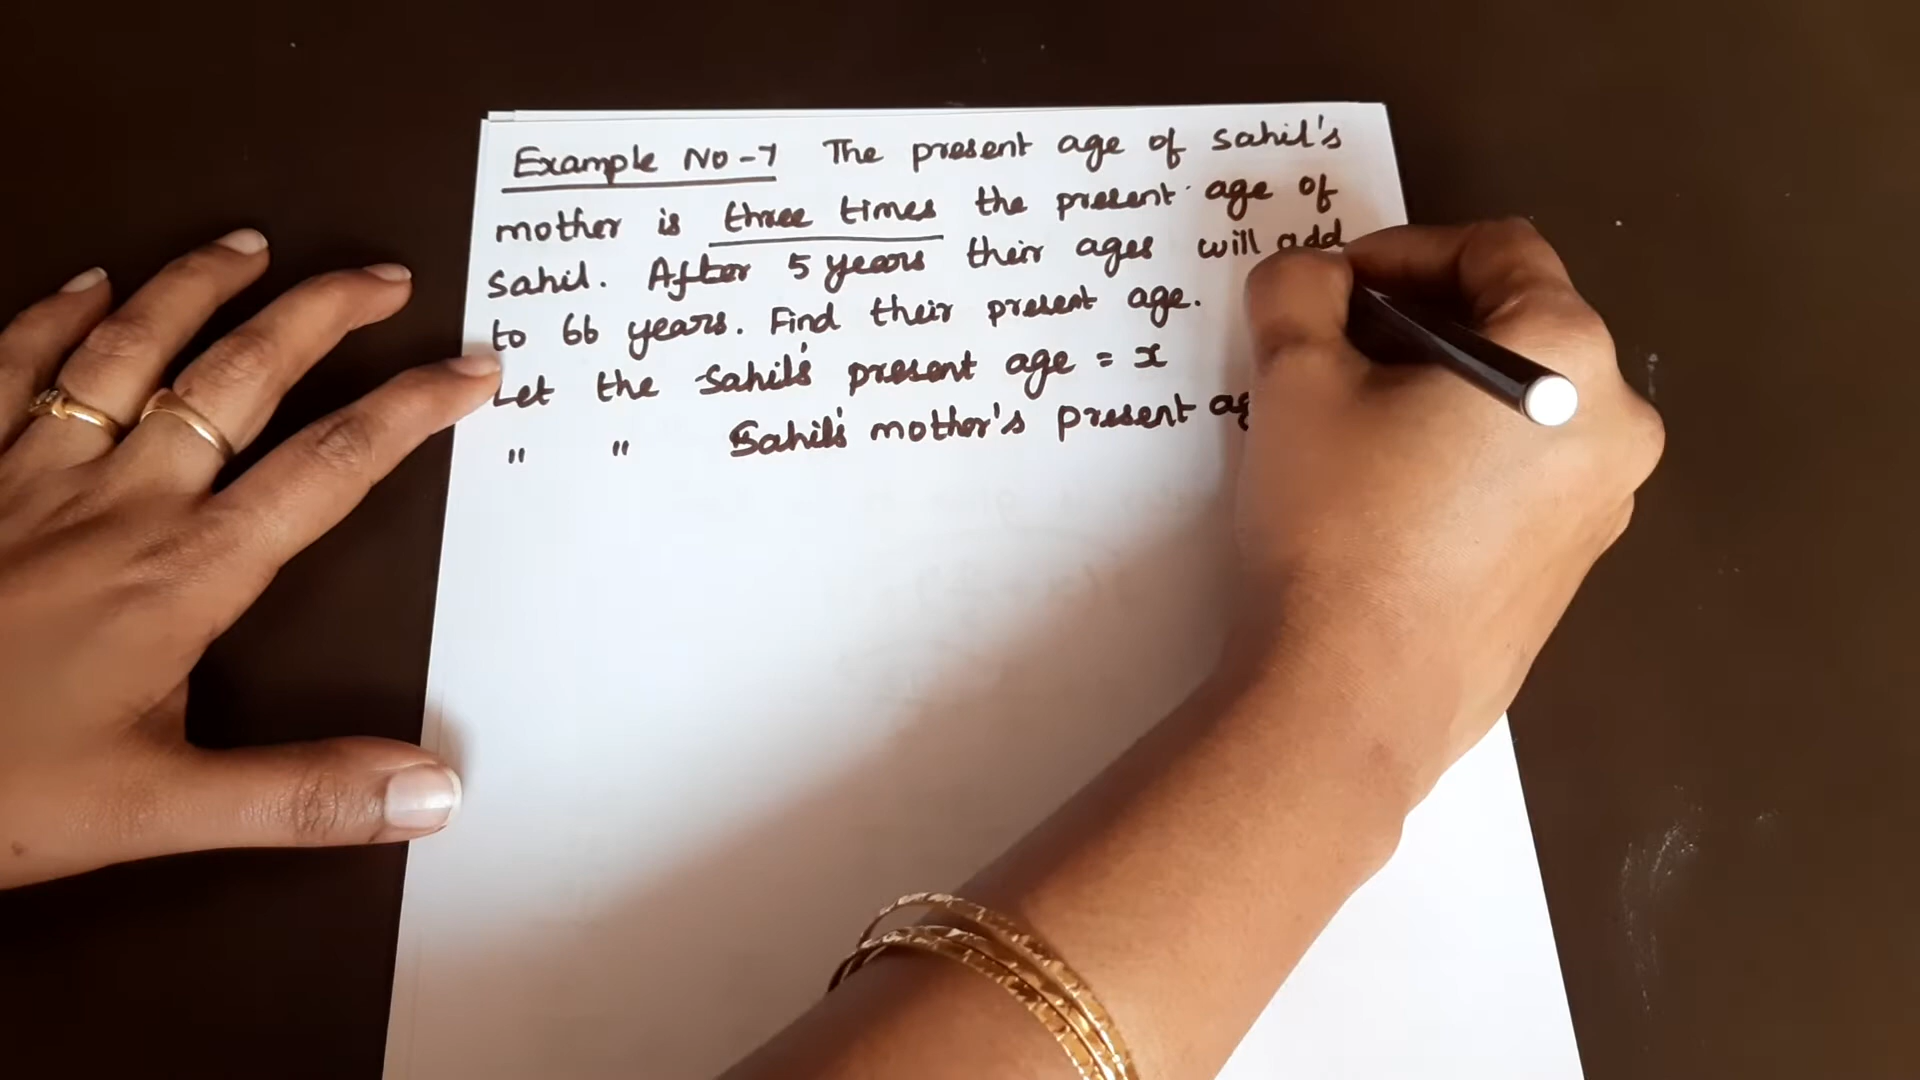 Example No-7 The present age of Sahil's
mother is three times the present age of
Sahil. After 5 years their ages will add
to 66 years. Find their present age.
Let the Sahil's present age = x
" " Sahil's mother's present ag